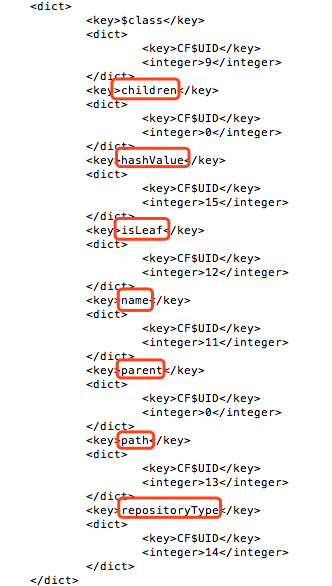 <dict>
<key>$class</key>
<dict>
<key>CF$UID</key>
<integer>9</integer>
</dict>
<key>children</key>
<dict>
<key>CF$UID</key>
<integer>0</integer>
</dict>
<key>hashValue</key>
<dict>
<key>CF$UID</key>
<integer>15</integer>
</dict>
<key>isLeaf</key>
<dict>
<key>CF$UID</key>
<integer>12</integer>
</dict>
<key>name</key>
<dict>
<key>CF$UID</key>
<integer>11</integer>
</dict>
<key>parent</key>
<dict>
<key>CF$UID</key>
<integer>0</integer>
</dict>
<key>path</key>
<dict>
<key>CF$UID</key>
<integer>13</integer>
</dict>
<key>repositoryType</key>
<dict>
<key>CF$UID</key>
<integer>14</integer>
</dict>
</dict>